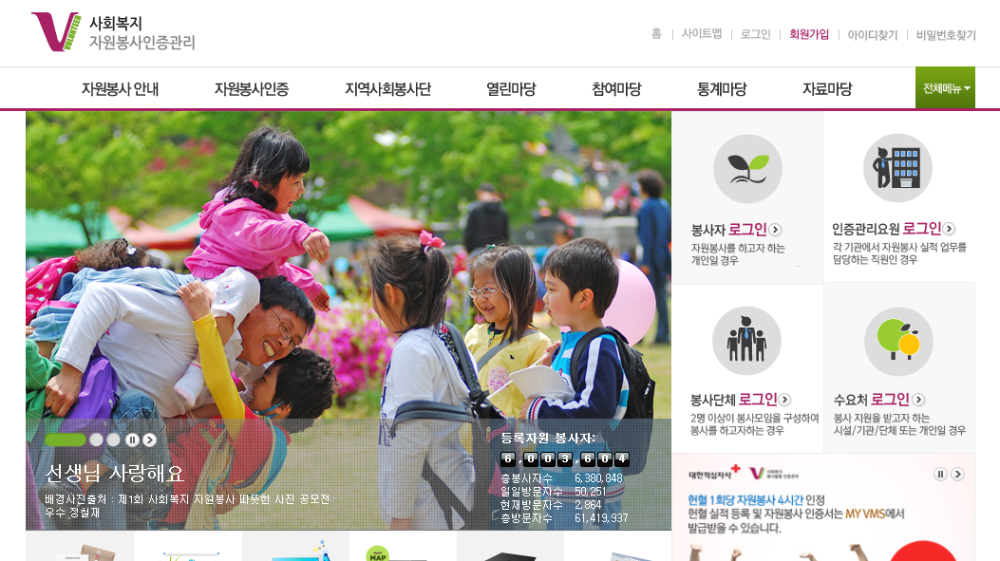 VOLUNTEER
사회복지
자원봉사인증관리
홈 사이트맵 로그인 회원가입 아이디찾기 비밀번호찾기
자원봉사 안내 자원봉사인증 지역사회봉사단 열린마당 참여마당 통계마당 자료마당 전체메뉴
봉사자 로그인
자원봉사를 하고자 하는
개인일 경우
인증관리요원 로그인
각 기관에서 자원봉사 실적 업무를
담당하는 직원인 경우
봉사단체 로그인
2명 이상이 봉사모임을 구성하여
봉사를 하고자하는 경우
수요처 로그인
봉사 지원을 받고자 하는
시설/기관/단체 또는 개인일 경우
선생님 사랑해요
배경사진출처 : 제1회 사회복지 자원봉사 따뜻한 사진 공모전
우수 정철재
등록자원 봉사자:
6,003,604
총봉사자수 6,380,848
일일방문자수 50,251
현재방문자수 2,864
총방문자수 61,419,937
대한적십자사
헌혈 1회당 자원봉사 4시간 인정
헌혈 실적 등록 및 자원봉사 인증서는 MY VMS에서
발급받을 수 있습니다.
MAP